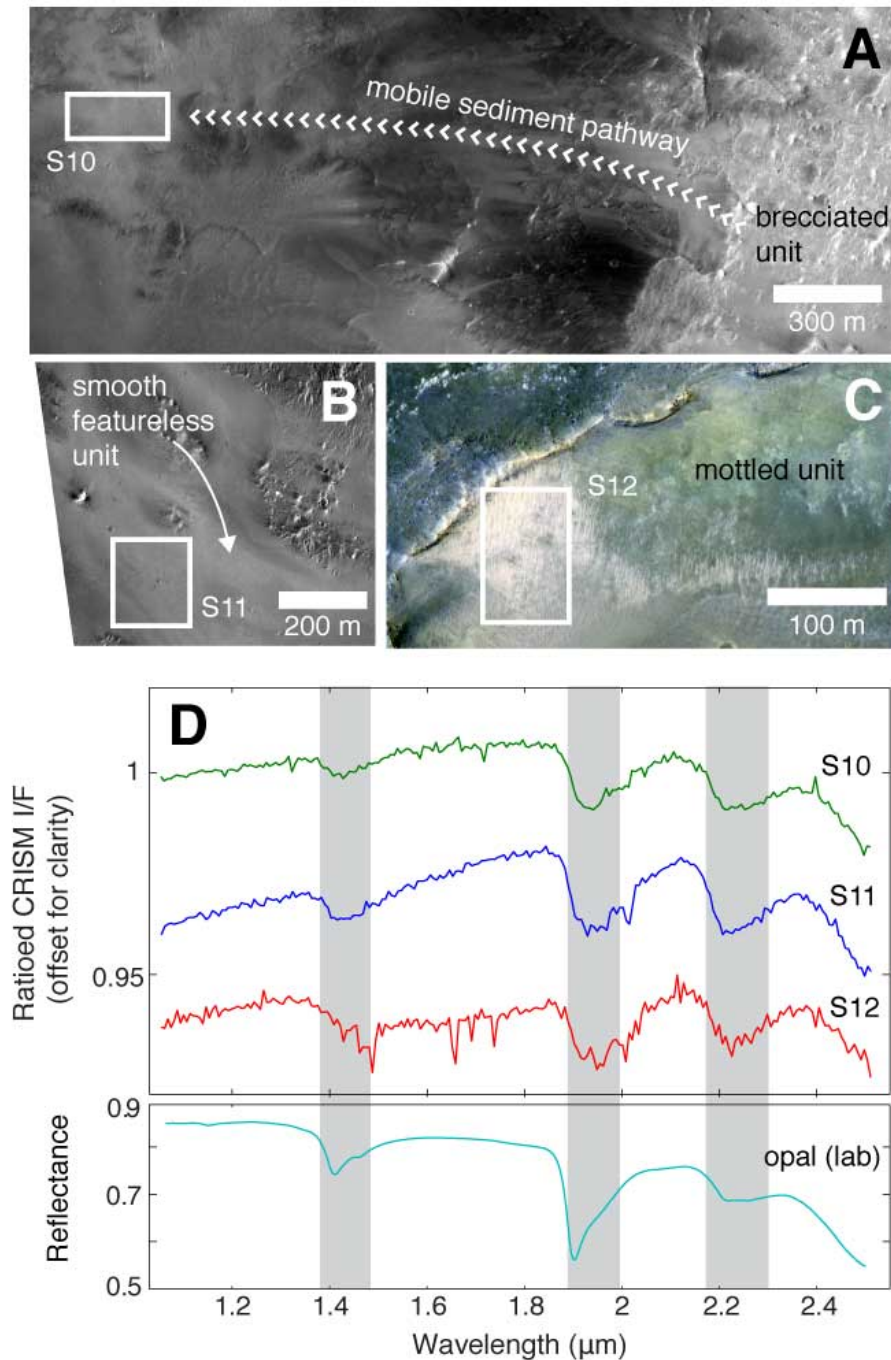 A
mobile sediment pathway
S10
brecciated
unit
300 m
smooth
featureless
unit
B
S11
200 m
C
S12
mottled unit
100 m
D
Ratioed CRISM I/F
(offset for clarity)
1
0.95
S10
S11
S12
Reflectance
0.9
0.7
0.5
opal (lab)
1.2 1.4 1.6 1.8 2 2.2 2.4
Wavelength (μm)